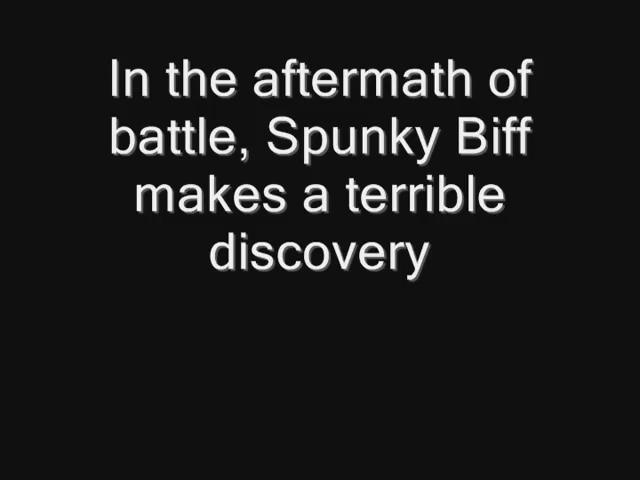 In the aftermath of
battle, Spunky Biff
makes a terrible
discovery